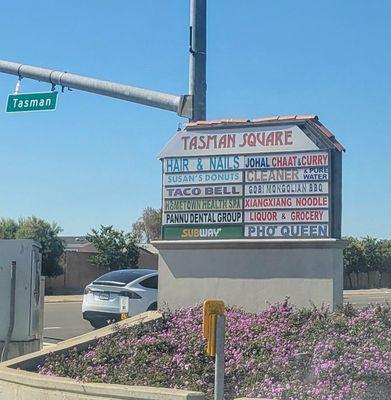 Tasman
TASMAN SQUARE
HAIR & NAILS
JOHAL CHAAT&CURRY
SUSAN'S DONUTS
CLEANER & PURE WATER
TACO BELL
GOBI MONGOLIAN BBQ
HOMETOWN HEALTH SPA
XIANGXIANG NOODLE
PANNU DENTAL GROUP
LIQUOR & GROCERY
SUBWAY
PHO QUEEN